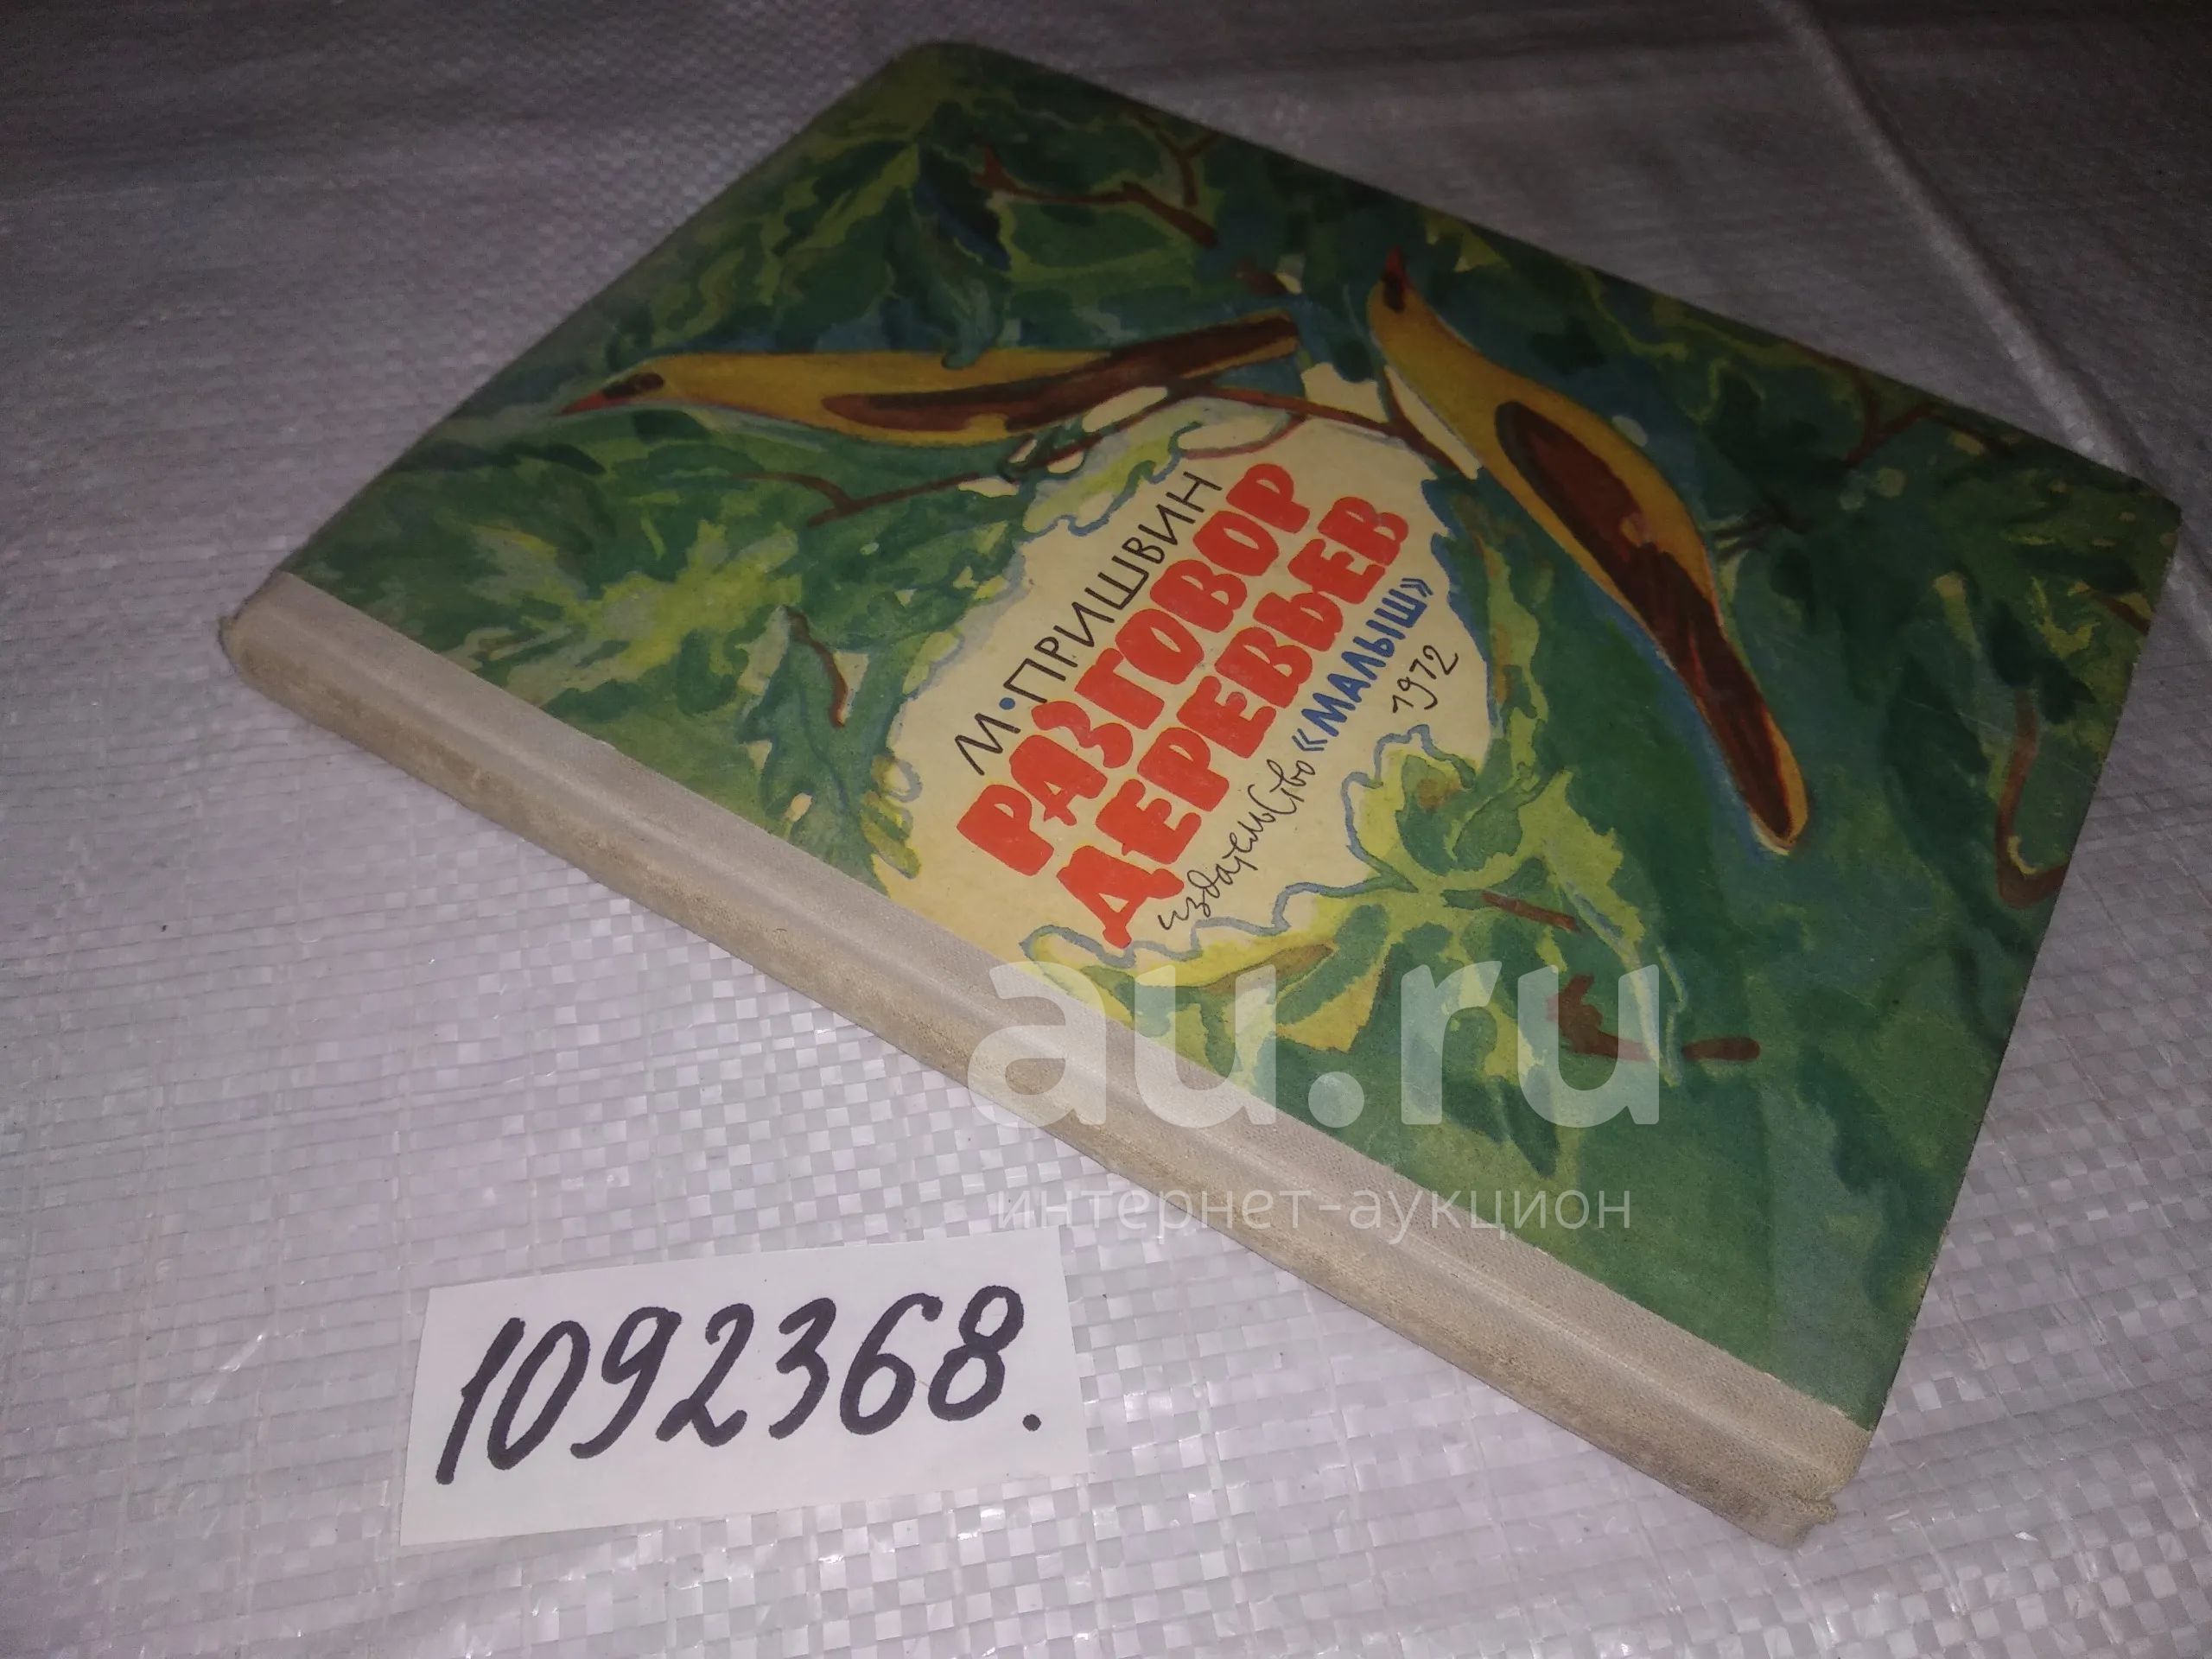 М•ПРИШВИН
РАЗГОВОР
ДЕРЕВЬЕВ
издательство «МАЛЫШ»
1972
au.ru
интернет-аукцион
1092368.